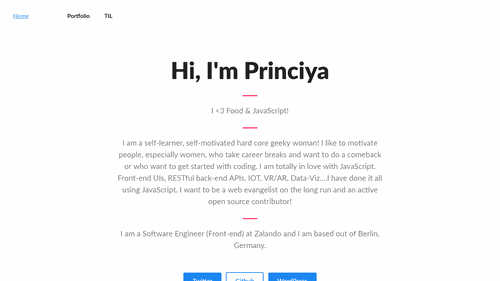 Home Portfolio TIL
Hi, I'm Princiya
I <3 Food & JavaScript!
I am a self-learner, self-motivated hard core geeky woman! I like to motivate
people, especially women, who take career breaks and want to do a comeback
or who want to get started with coding. I am totally in love with JavaScript.
Front-end UIs, RESTful back-end APIs, IOT, VR/AR, Data-Viz....I have done it all
using JavaScript. I want to be a web evangelist on the long run and an active
open source contributor!
I am a Software Engineer (Front-end) at Zalando and I am based out of Berlin,
Germany.
Twitter Github WordPress